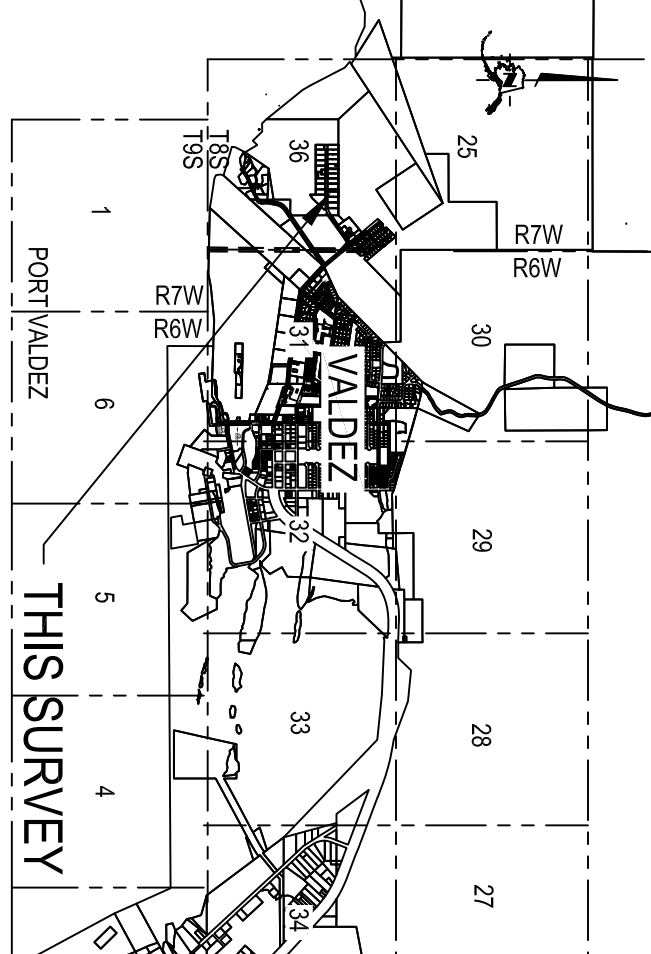 N
25
36
T8S
T9S
1
R7W
R6W
R7W
R6W
PORT VALDEZ
30
31
VALDEZ
6
29
32
5
THIS SURVEY
28
33
4
27
34